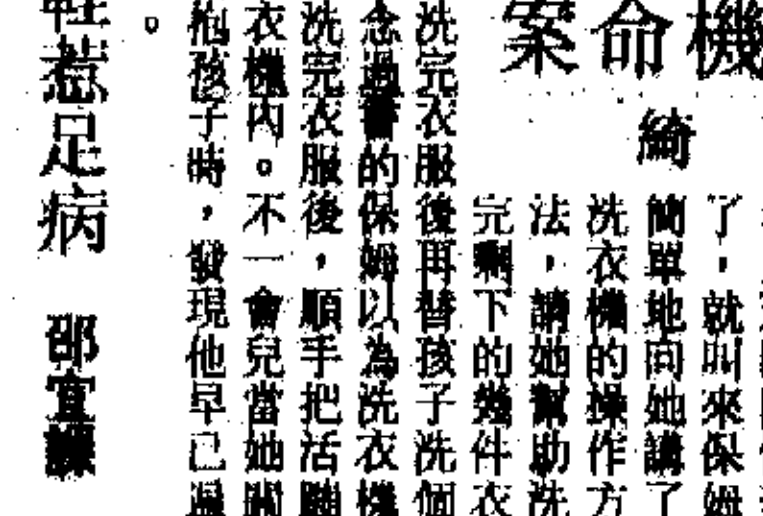 機命案
綺
了，就叫來保姆
簡單地向她講了
洗衣機的操作方
法，請她幫助洗
完剩下的幾件衣
洗完衣服後再替孩子洗個
念過書的保姆以為洗衣機
洗完衣服後，順手把活蹦
衣機內。不一會兒當她
抱孩子時，發現他早已
。
鞋惹足病
邵宜